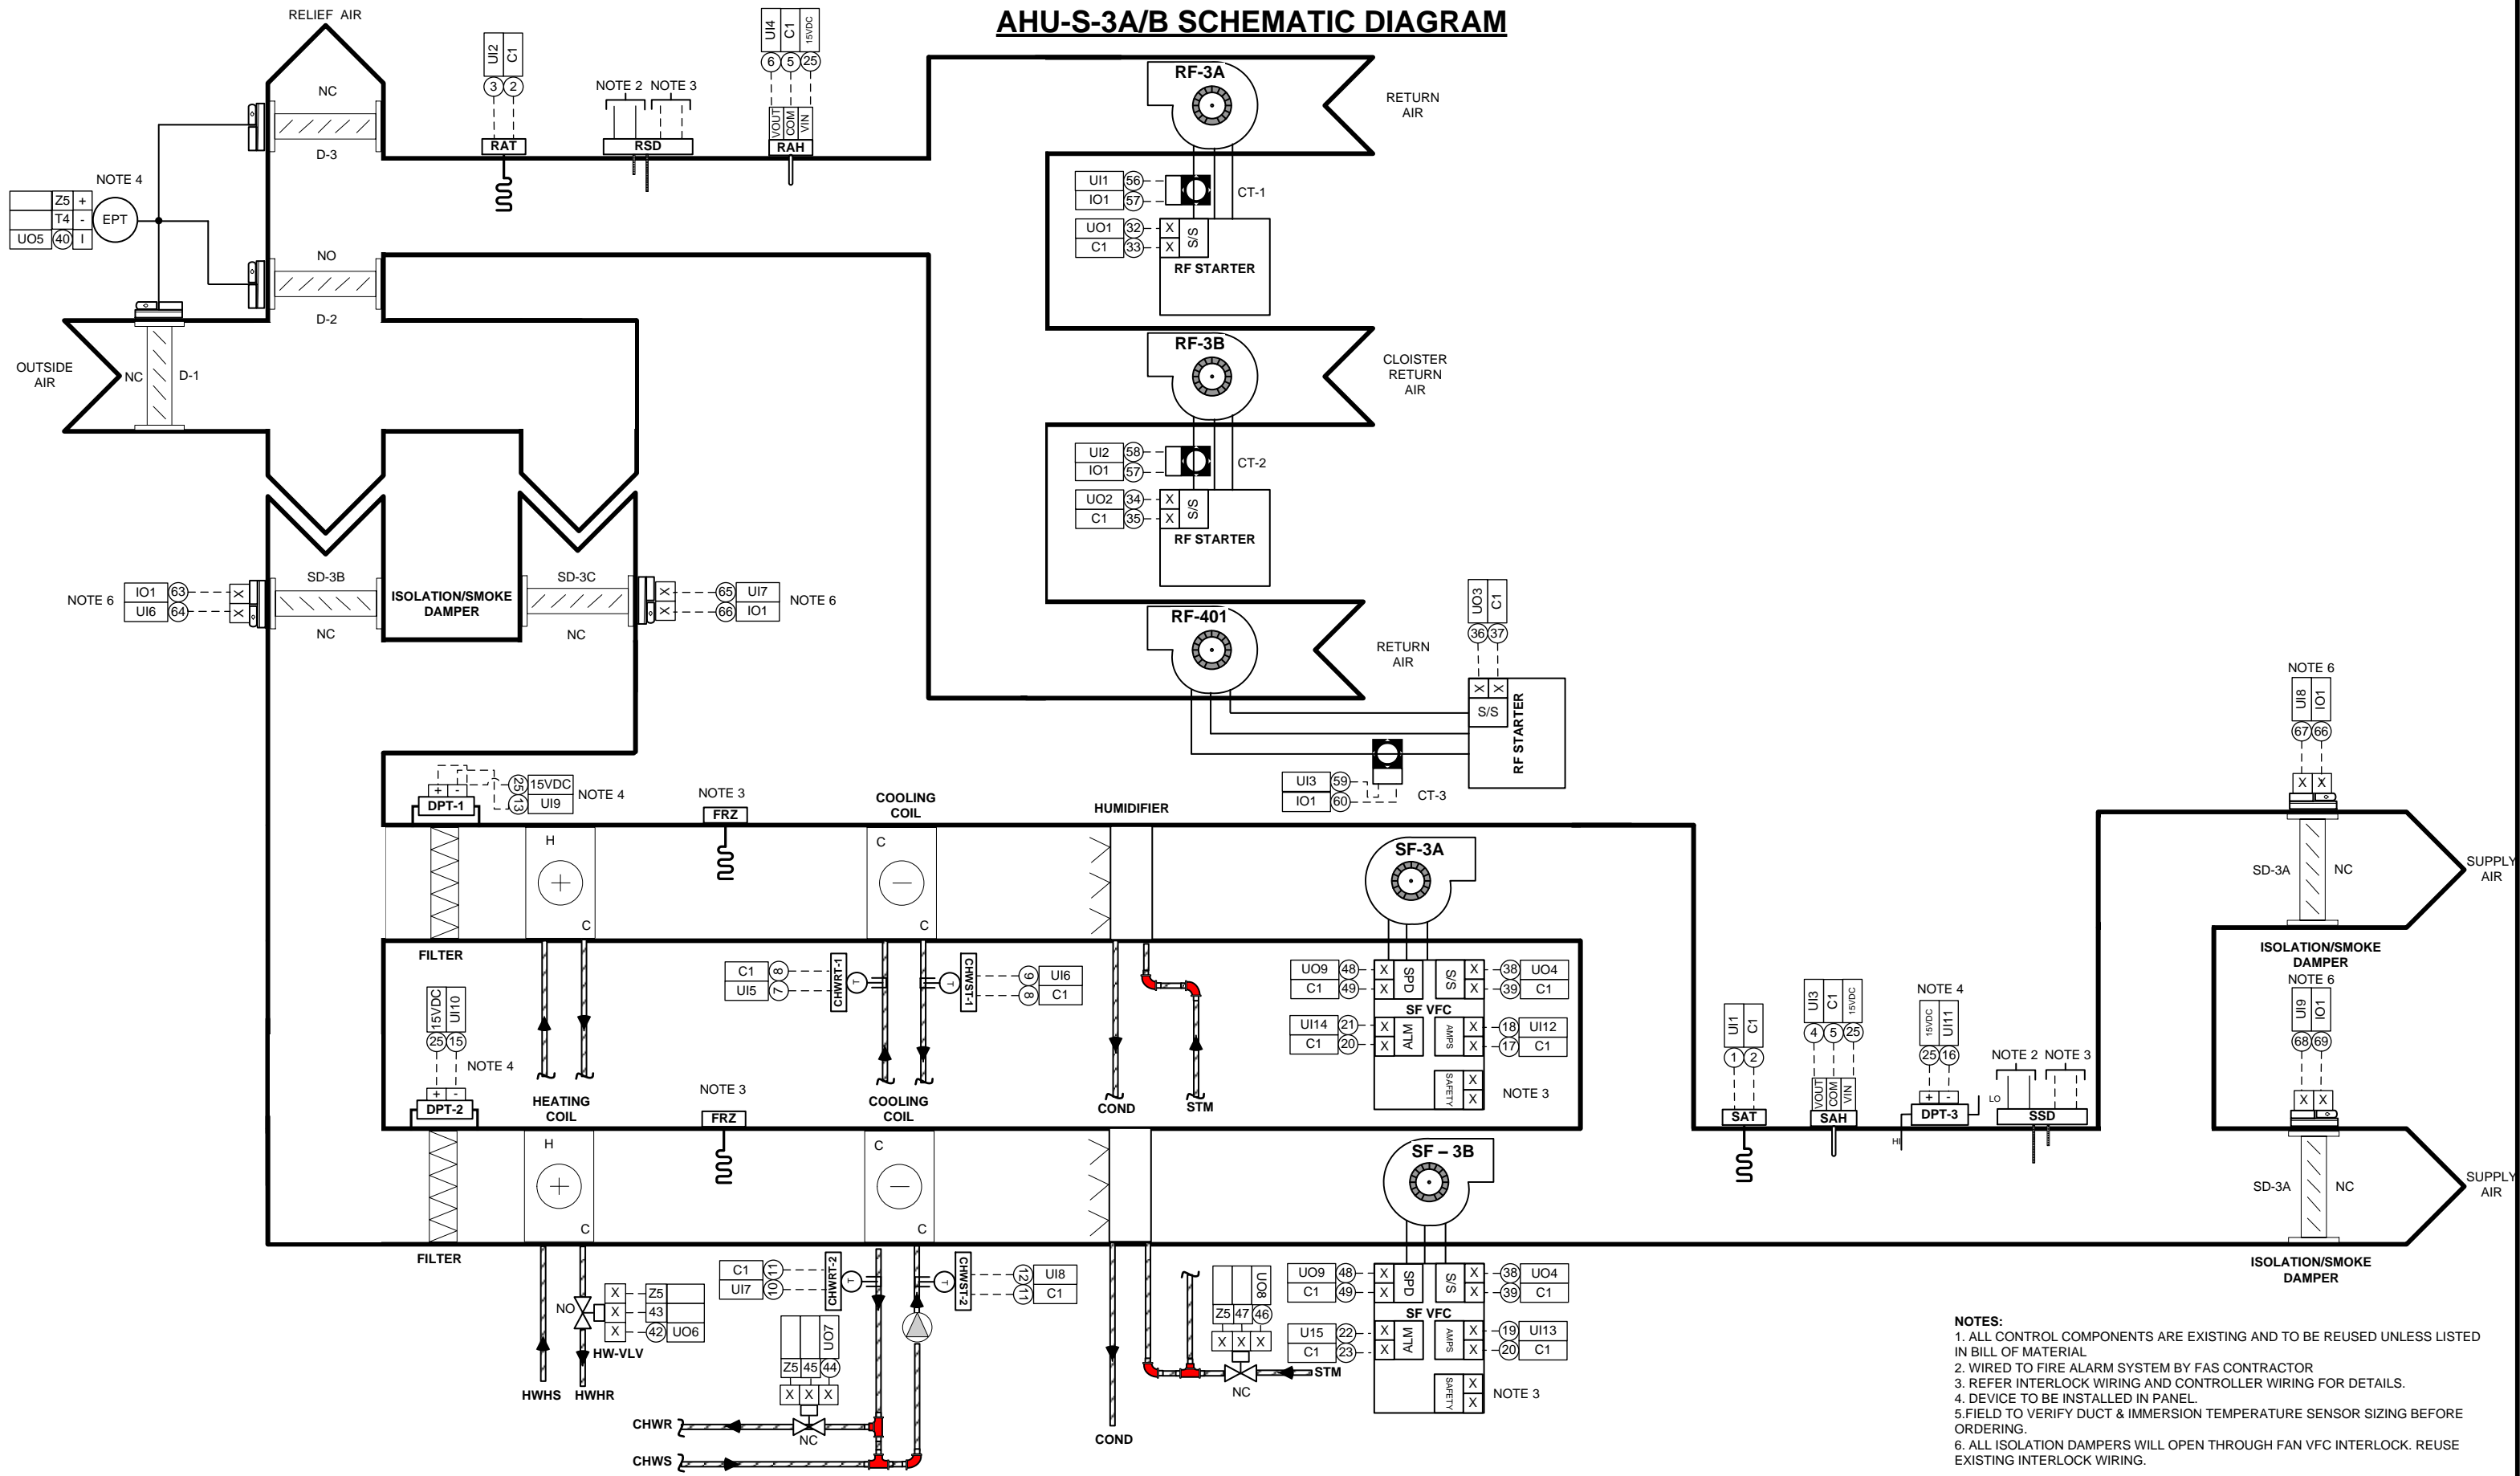 AHU-S-3A/B SCHEMATIC DIAGRAM
RELIEF AIR
NC
D-3
UI2
C1
3
2
RAT
NOTE 2
NOTE 3
RSD
UI4
C1
15VDC
6
5
25
VOUT
COM
VIN
RAH
NOTE 4
Z5 +
T4 -
UO5 40 I
EPT
NO
D-2
OUTSIDE
AIR
NC
D-1
RF-3A
RETURN
AIR
UI1 56
IO1 57
CT-1
UO1 32 X
C1 33 X
S/S
RF STARTER
RF-3B
CLOISTER
RETURN
AIR
UI2 58
IO1 57
CT-2
UO2 34 X
C1 35 X
S/S
RF STARTER
RF-401
RETURN
AIR
UO3
C1
36
37
X X
S/S
RF STARTER
UI3 59
IO1 60
CT-3
NOTE 6
IO1 63 X
UI6 64 X
SD-3B
NC
ISOLATION/SMOKE
DAMPER
SD-3C
NC
X 65 UI7
X 66 IO1
NOTE 6
+ -
DPT-1
25 15VDC
13 UI9
NOTE 4
NOTE 3
FRZ
COOLING
COIL
HUMIDIFIER
H
C
C
C
SF-3A
FILTER
15VDC
UI10
25
15
NOTE 4
+ -
DPT-2
HEATING
COIL
NOTE 3
FRZ
C1 8
UI5 7
CHWRT-1
T
CHWST-1
T
9 UI6
8 C1
COOLING
COIL
COND
STM
UO9 48 X
C1 49 X
SPD
S/S
X 38 UO4
X 39 C1
SF VFC
UI14 21 X
C1 20 X
ALM
AMPS
X 18 UI12
X 17 C1
SAFETY
X
X
NOTE 3
UI1
C1
1
2
SAT
UI3
C1
15VDC
4
5
25
VOUT
COM
VIN
SAH
NOTE 4
15VDC
UI11
25
16
+ -
DPT-3
HI
LO
NOTE 2
NOTE 3
SSD
NOTE 6
UI8
IO1
67
66
X X
SD-3A
NC
SUPPLY
AIR
ISOLATION/SMOKE
DAMPER
NOTE 6
UI9
IO1
68
69
X X
SD-3A
NC
SUPPLY
AIR
ISOLATION/SMOKE
DAMPER
H
C
C
C
SF – 3B
FILTER
NO
X Z5
X 43
X 42 UO6
HW-VLV
HWHS
HWHR
C1 11
UI7 10
CHWRT-2
T
CHWST-2
T
12 UI8
11 C1
UO7
Z5 45 44
X X X
NC
CHWR
CHWS
COND
UO8
Z5 47 46
X X X
NC
STM
UO9 48 X
C1 49 X
SPD
S/S
X 38 UO4
X 39 C1
SF VFC
U15 22 X
C1 23 X
ALM
AMPS
X 19 UI13
X 20 C1
SAFETY
X
X
NOTE 3
NOTES:
1. ALL CONTROL COMPONENTS ARE EXISTING AND TO BE REUSED UNLESS LISTED
IN BILL OF MATERIAL
2. WIRED TO FIRE ALARM SYSTEM BY FAS CONTRACTOR
3. REFER INTERLOCK WIRING AND CONTROLLER WIRING FOR DETAILS.
4. DEVICE TO BE INSTALLED IN PANEL.
5.FIELD TO VERIFY DUCT & IMMERSION TEMPERATURE SENSOR SIZING BEFORE
ORDERING.
6. ALL ISOLATION DAMPERS WILL OPEN THROUGH FAN VFC INTERLOCK. REUSE
EXISTING INTERLOCK WIRING.